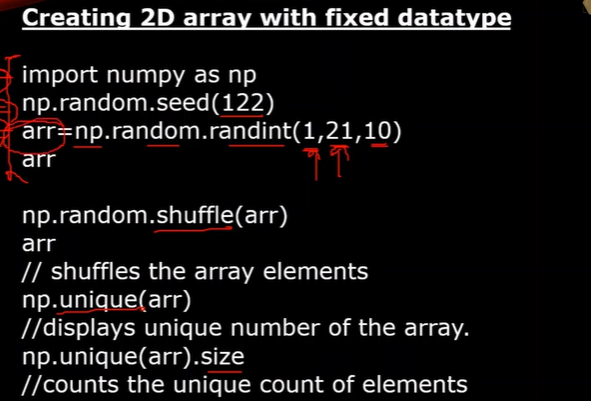 Creating 2D array with fixed datatype
import numpy as np
np.random.seed(122)
arr=np.random.randint(1,21,10)
arr
np.random.shuffle(arr)
arr
// shuffles the array elements
np.unique(arr)
//displays unique number of the array.
np.unique(arr).size
//counts the unique count of elements